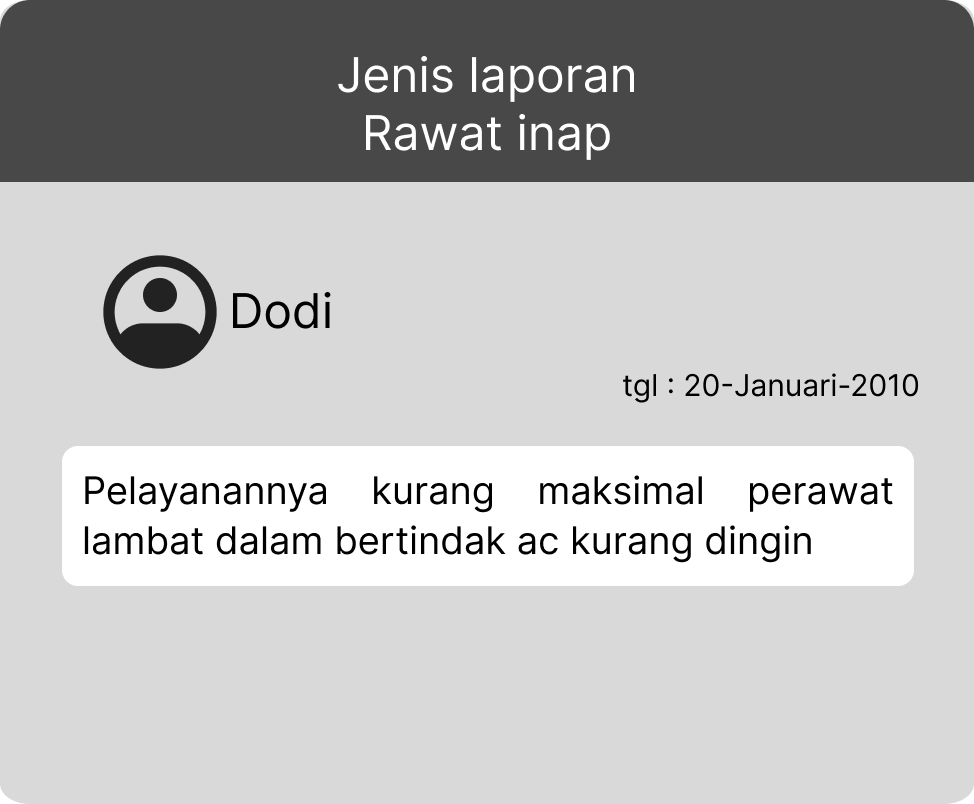 Jenis laporan
Rawat inap
Dodi
tgl : 20-Januari-2010
Pelayanannya kurang maksimal perawat
lambat dalam bertindak ac kurang dingin